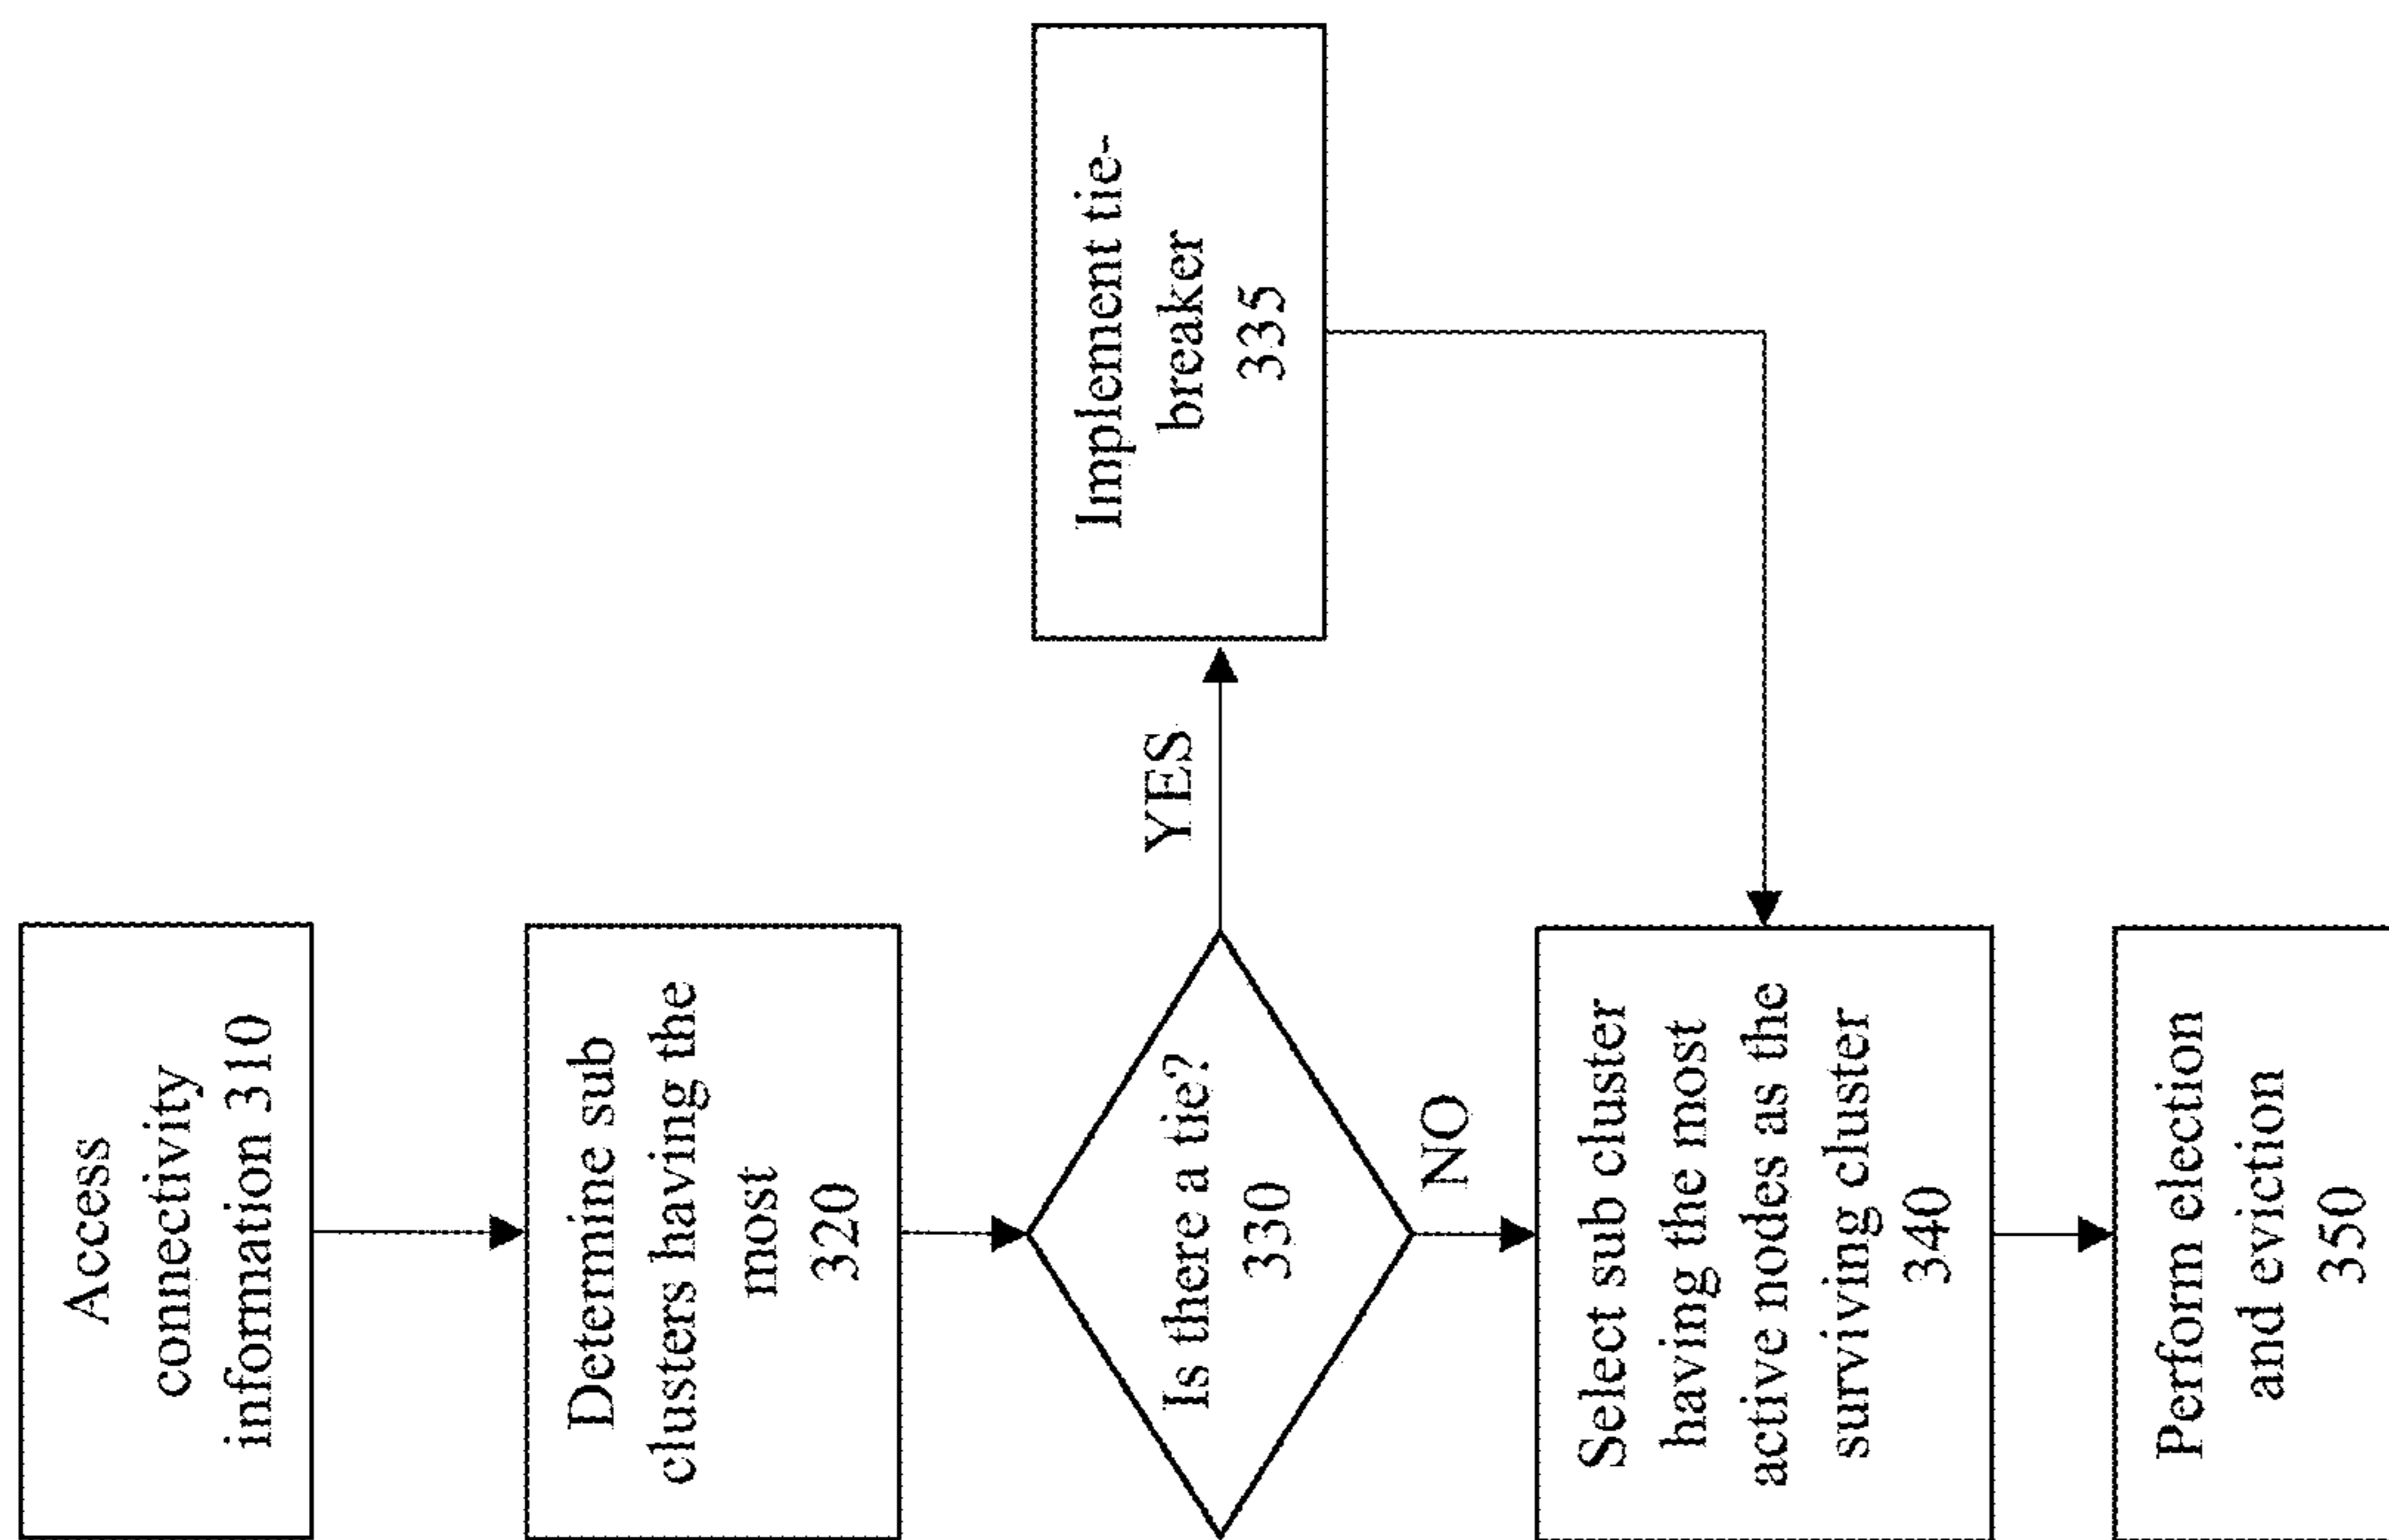 Access
connectivity
information 310
Determine sub
clusters having the
most
320
Is there a tie?
330
YES
Implement tie-
breaker
335
NO
Select sub cluster
having the most
active nodes as the
surviving cluster
340
Perform election
and eviction
350